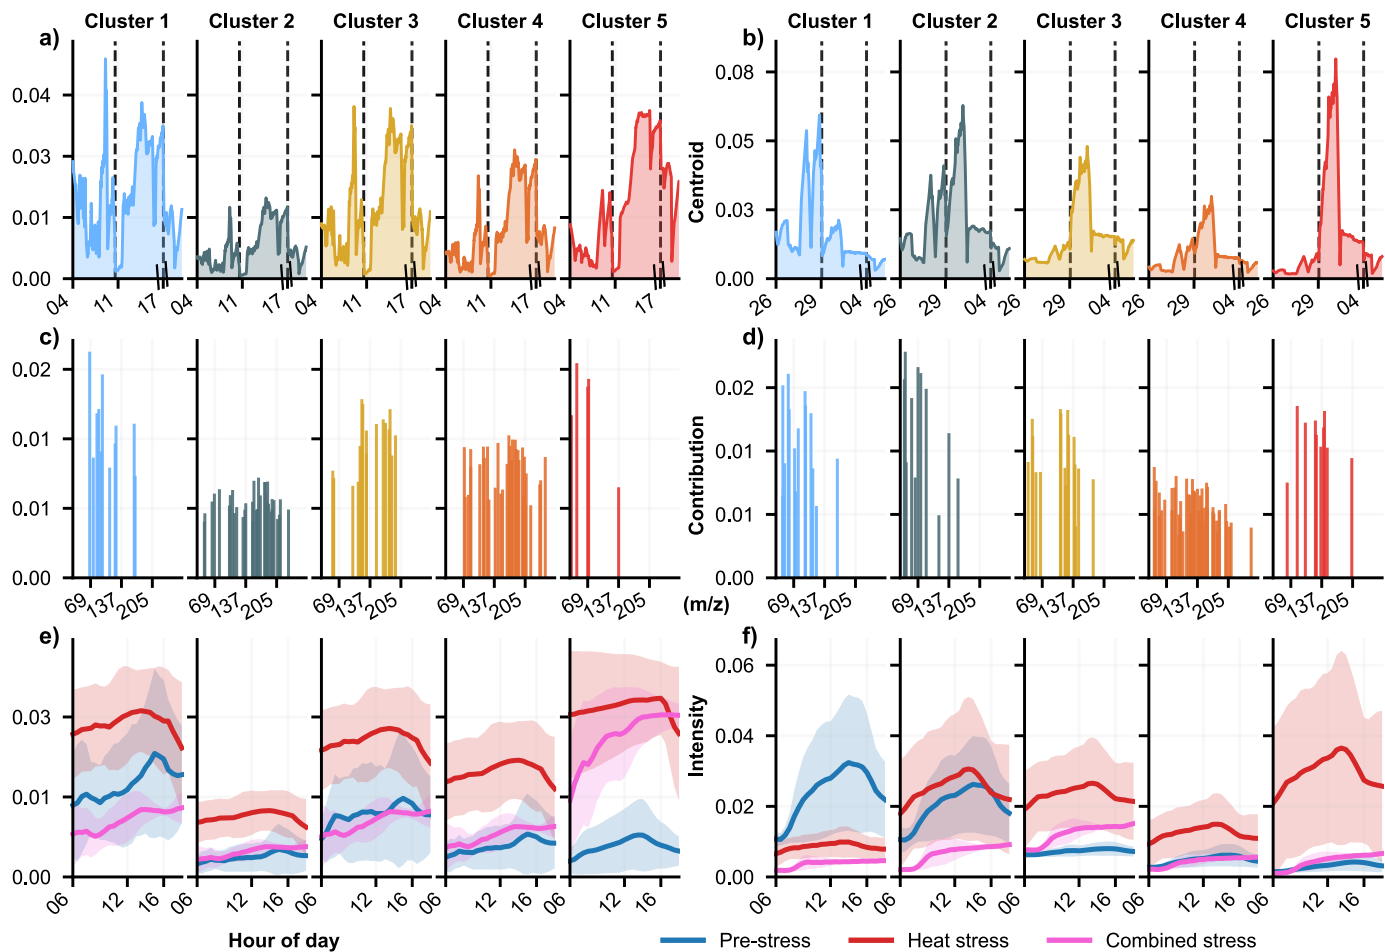 Cluster 1 Cluster 2 Cluster 3 Cluster 4 Cluster 5 Cluster 1 Cluster 2 Cluster 3 Cluster 4 Cluster 5
a) b)
0.04
0.03
0.01
0.00
04 11 17 04 11 17 04 11 17 04 11 17 04 11 17
Centroid
0.08
0.05
0.03
0.00
26 29 04 26 29 04 26 29 04 26 29 04 26 29 04
c) d)
0.02
0.01
0.01
0.00
69 137 205 69 137 205 69 137 205 69 137 205 69 137 205
(m/z)
Contribution
0.02
0.01
0.01
0.00
69 137 205 69 137 205 69 137 205 69 137 205 69 137 205
e) f)
0.03
0.01
0.00
06 12 16 06 12 16 06 12 16 06 12 16 06 12 16
Intensity
0.06
0.04
0.02
0.00
06 12 16 06 12 16 06 12 16 06 12 16 06 12 16
Hour of day
Pre-stress Heat stress Combined stress